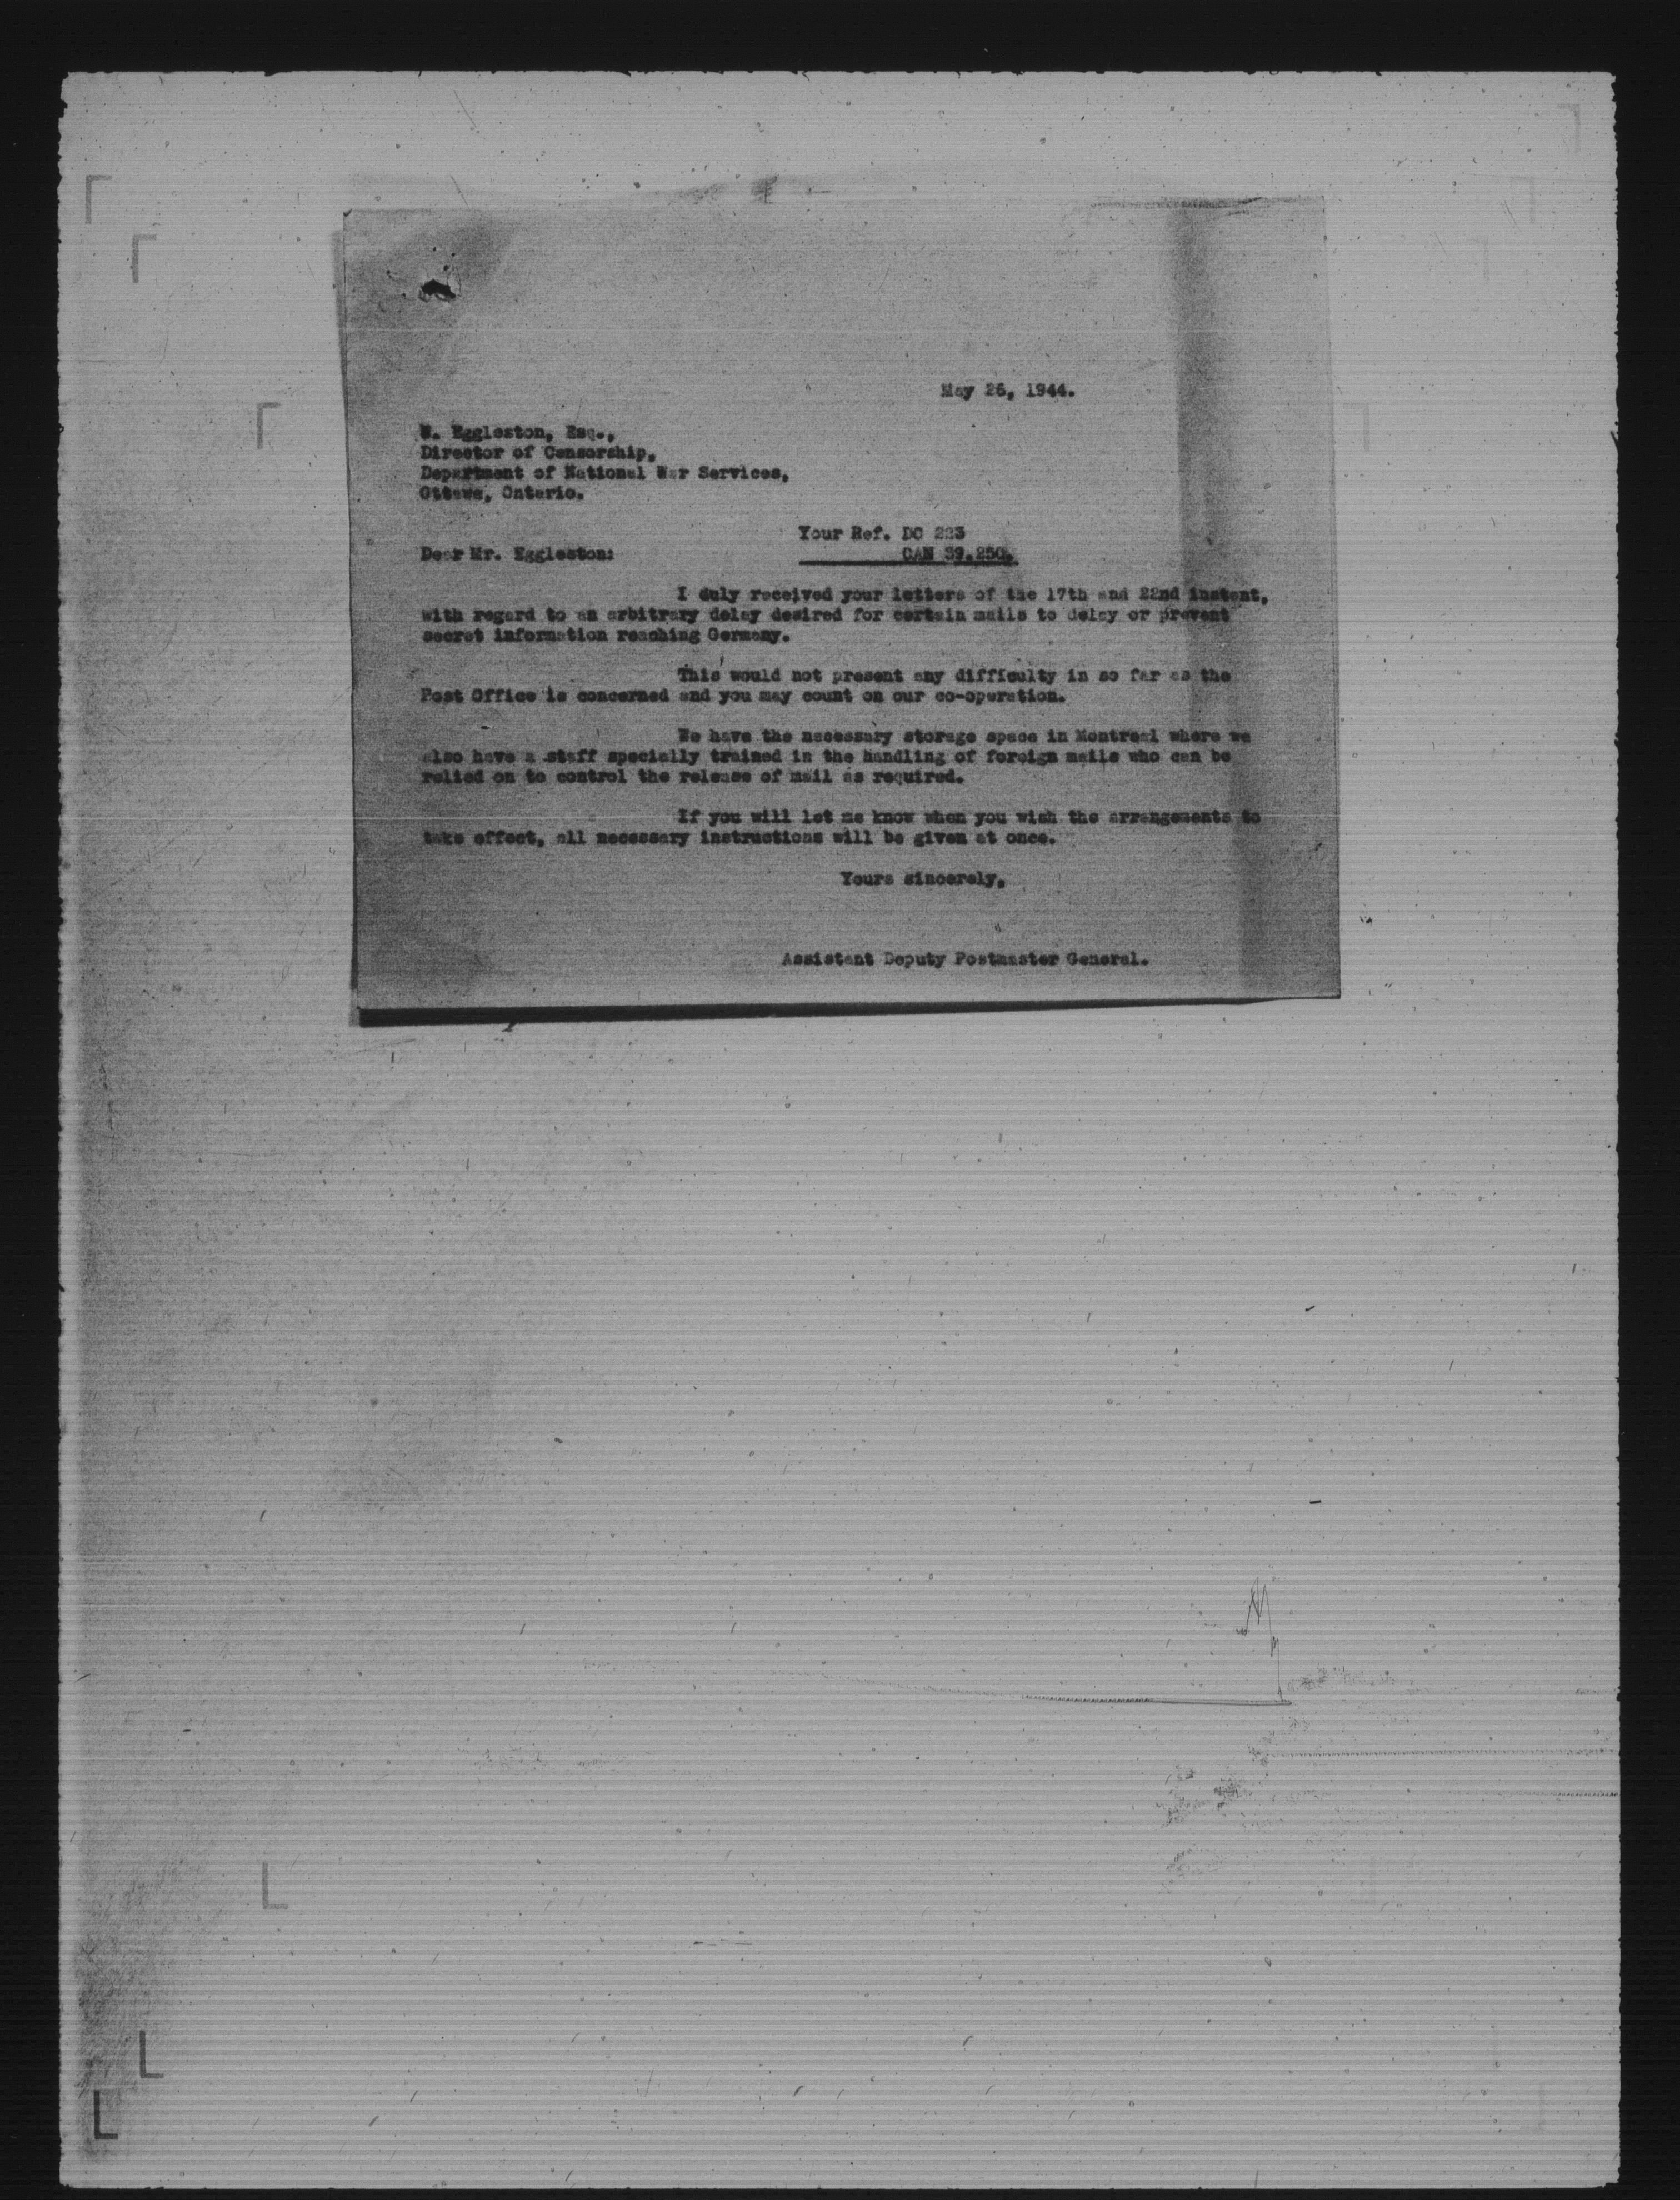 May 26, 1944.
W. Eggleston, Esq.,
Director of Censorship,
Department of National War Services,
Ottawa, Ontario.
Your Ref. DC 223
Dear Mr. Eggleston: CAN 39.250.
I duly received your letters of the 17th and 22nd instant,
with regard to an arbitrary delay desired for certain mails to delay or prevent
secret information reaching Germany.
This would not present any difficulty in so far as the
Post Office is concerned and you may count on our co-operation.
We have the necessary storage space in Montreal where we
also have a staff specially trained in the handling of foreign mails who can be
relied on to control the release of mail as required.
If you will let me know when you wish the arrangements to
take effect, all necessary instructions will be given at once.
Yours sincerely,
Assistant Deputy Postmaster General.